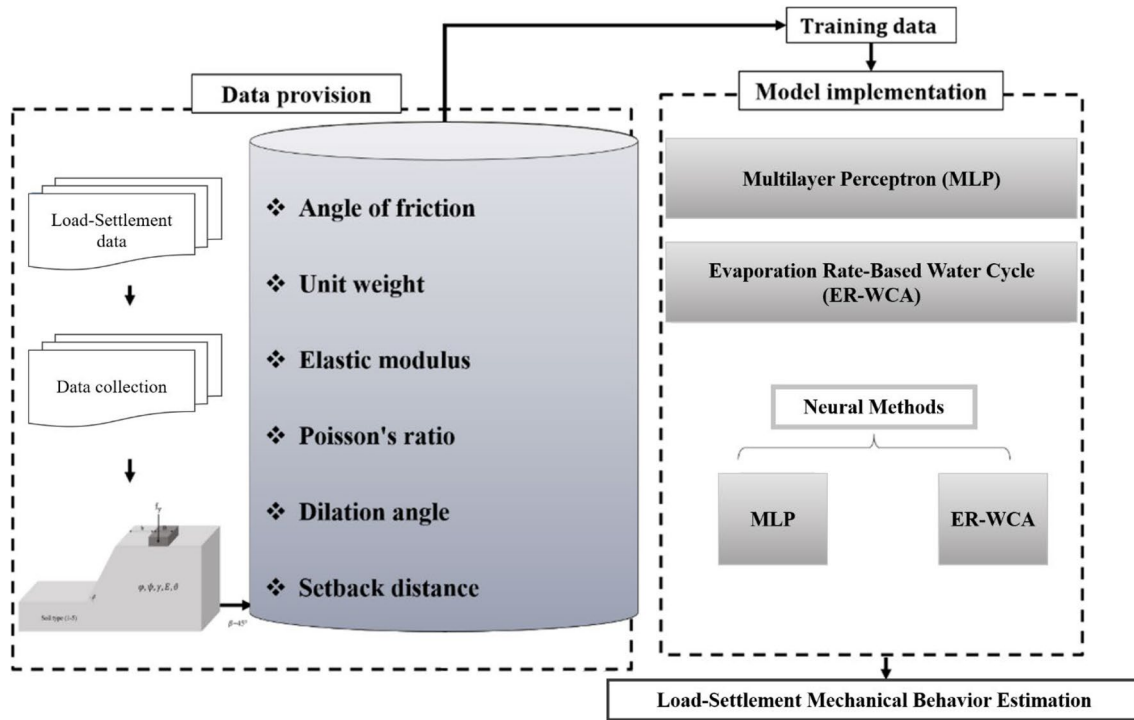 Training data
Data provision
Model implementation
Load-Settlement
data
Data collection
φ, ψ, γ, E, θ
Soil type (1-5)
β=45°
❖ Angle of friction
❖ Unit weight
❖ Elastic modulus
❖ Poisson's ratio
❖ Dilation angle
❖ Setback distance
Multilayer Perceptron (MLP)
Evaporation Rate-Based Water Cycle
(ER-WCA)
Neural Methods
MLP
ER-WCA
Load-Settlement Mechanical Behavior Estimation